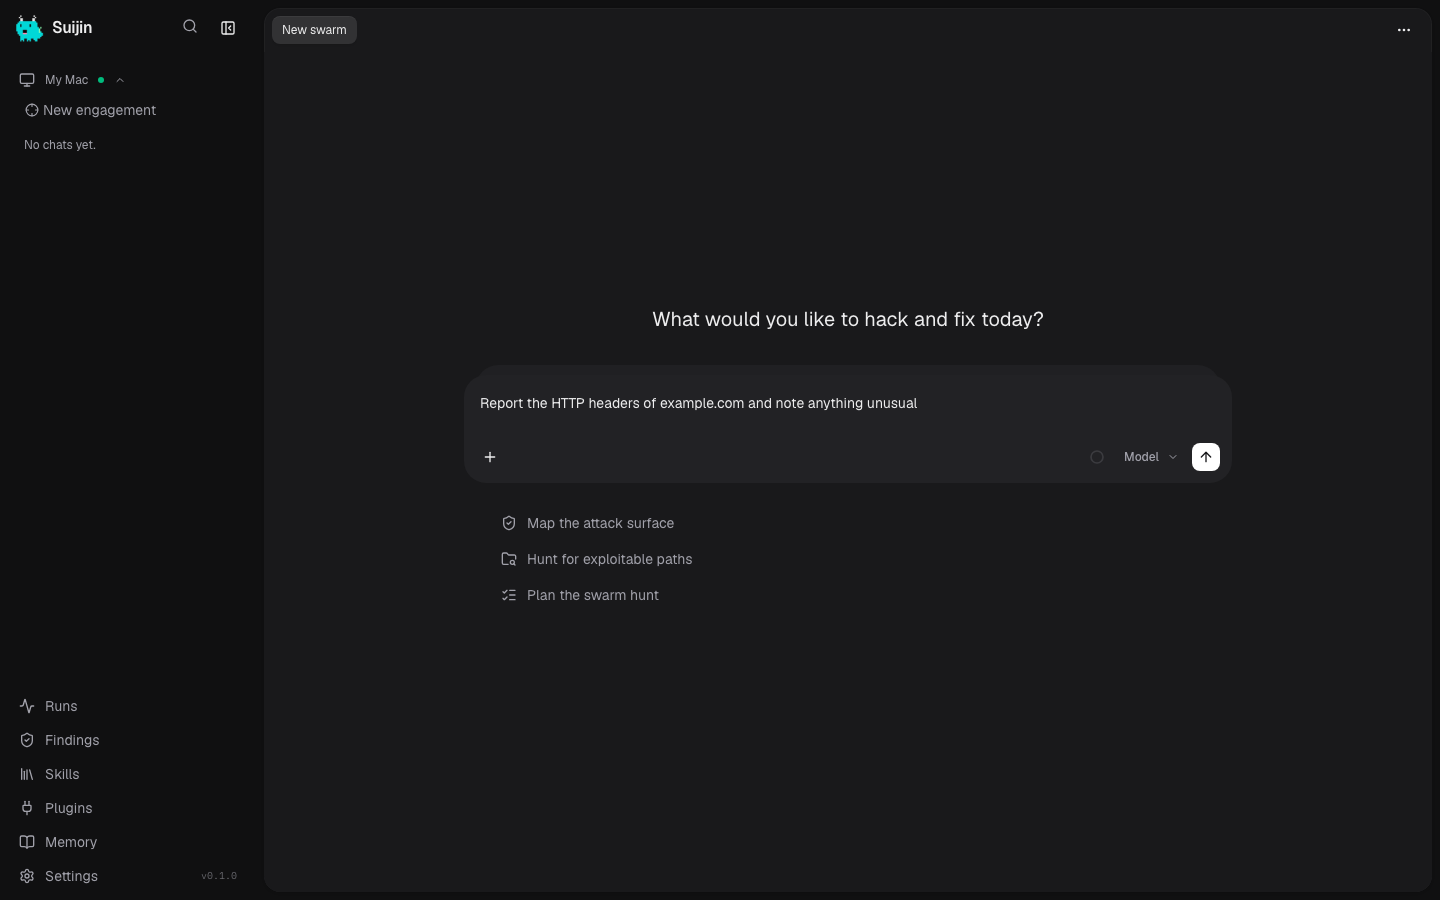 Suijin
New swarm
My Mac
New engagement
No chats yet.
What would you like to hack and fix today?
Report the HTTP headers of example.com and note anything unusual
Model
Map the attack surface
Hunt for exploitable paths
Plan the swarm hunt
Runs
Findings
Skills
Plugins
Memory
Settings
v0.1.0